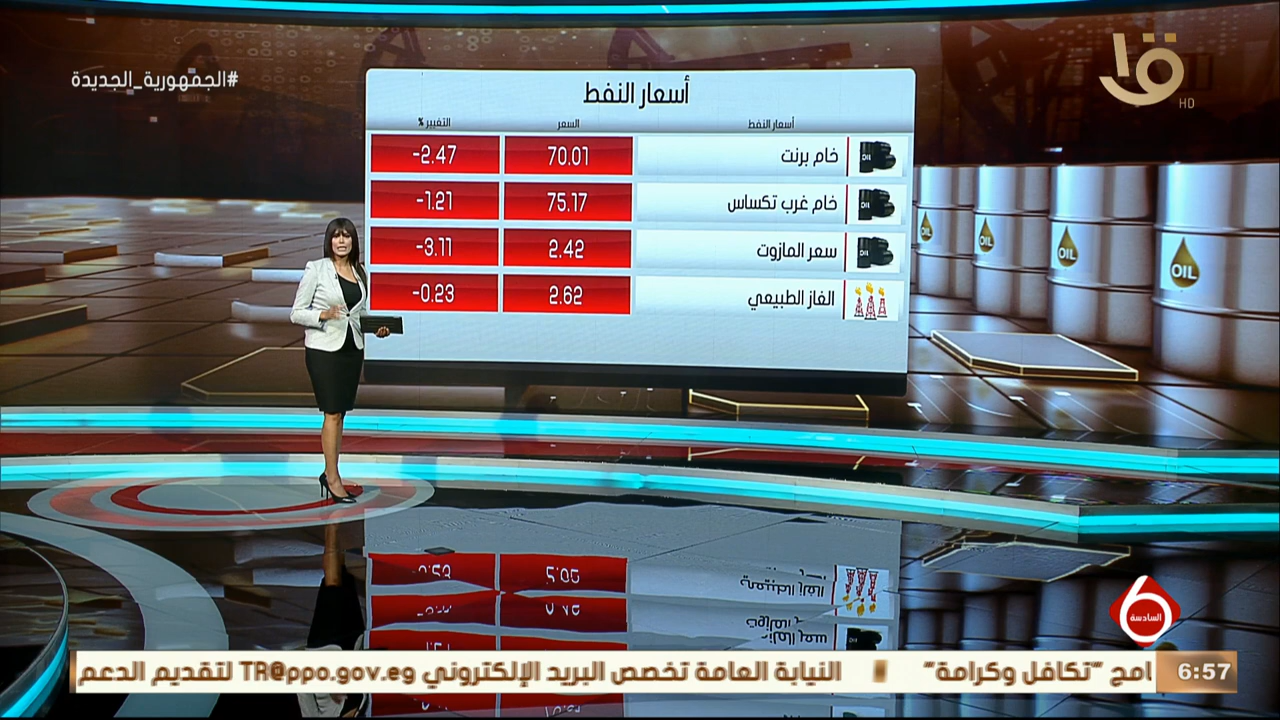 #الجمهورية_الجديدة
HD
أسعار النفط
أسعار النفط السعر التغيير %
خام برنت 70.01 -2.47
خام غرب تكساس 75.17 -1.21
سعر المازوت 2.42 -3.11
الغاز الطبيعي 2.62 -0.23
OIL
OIL
OIL
OIL
6 السادسة
6:57 امج "تكافل وكرامة" النيابة العامة تخصص البريد الإلكتروني TR@ppo.gov.eg لتقديم الدعم